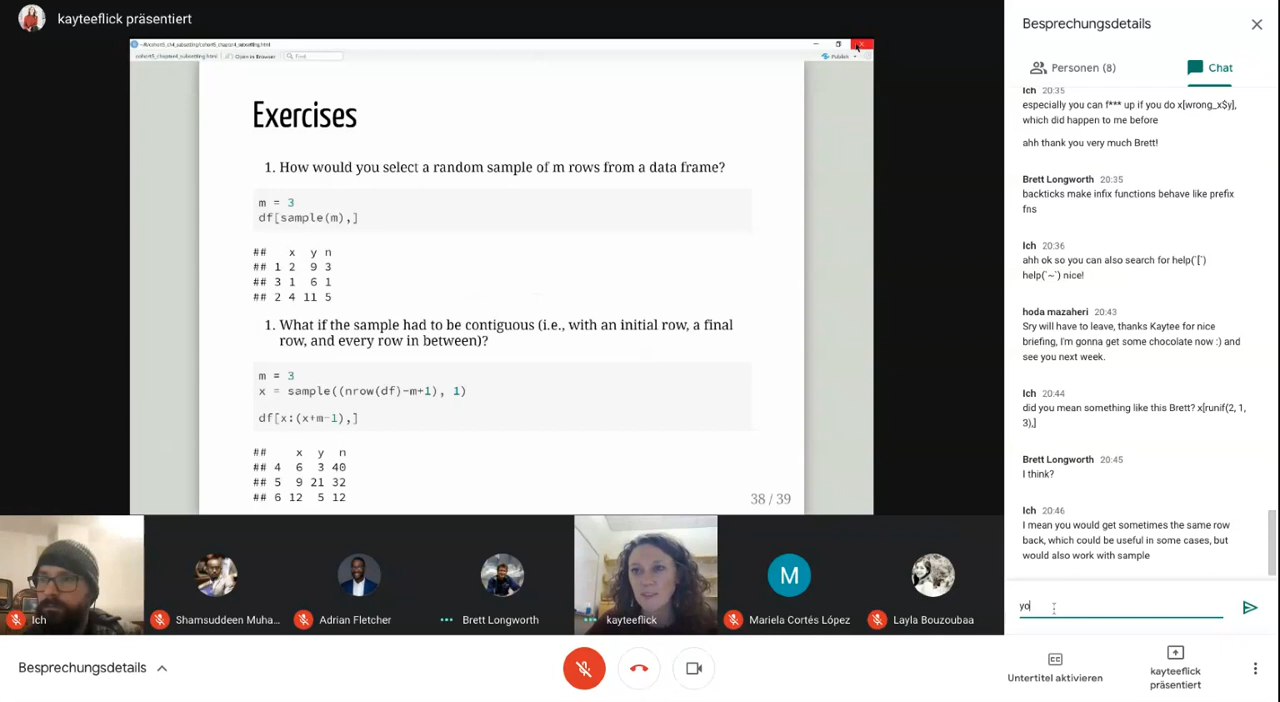 kayteeflick präsentiert
~/R/cohort5_ch4_subsetting/cohort5_chapter4_subsetting.html
cohort5_chapter4_subsetting.html
Open in Browser
Find
Publish
Exercises
1. How would you select a random sample of m rows from a data frame?
m = 3
df[sample(m),]
## x y n
## 1 2 9 3
## 3 1 6 1
## 2 4 11 5
1. What if the sample had to be contiguous (i.e., with an initial row, a final
row, and every row in between)?
m = 3
x = sample((nrow(df)-m+1), 1)
df[x:(x+m-1),]
## x y n
## 4 6 3 40
## 5 9 21 32
## 6 12 5 12
38 / 39
Ich
Shamsuddeen Muha...
Adrian Fletcher
Brett Longworth
kayteeflick
M
Mariela Cortés López
Layla Bouzoubaa
Besprechungsdetails
Personen (8)
Chat
Ich 20:35
especially you can f*** up if you do x[wrong_x$y],
which did happen to me before
ahh thank you very much Brett!
Brett Longworth 20:35
backticks make infix functions behave like prefix
fns
Ich 20:36
ahh ok so you can also search for help(`[`)
help(`~`) nice!
hoda mazaheri 20:43
Sry will have to leave, thanks Kaytee for nice
briefing, I'm gonna get some chocolate now :) and
see you next week.
Ich 20:44
did you mean something like this Brett? x[runif(2, 1,
3),]
Brett Longworth 20:45
I think?
Ich 20:46
I mean you would get sometimes the same row
back, which could be useful in some cases, but
would also work with sample
yo
Besprechungsdetails
CC
Untertitel aktivieren
kayteeflick
präsentiert